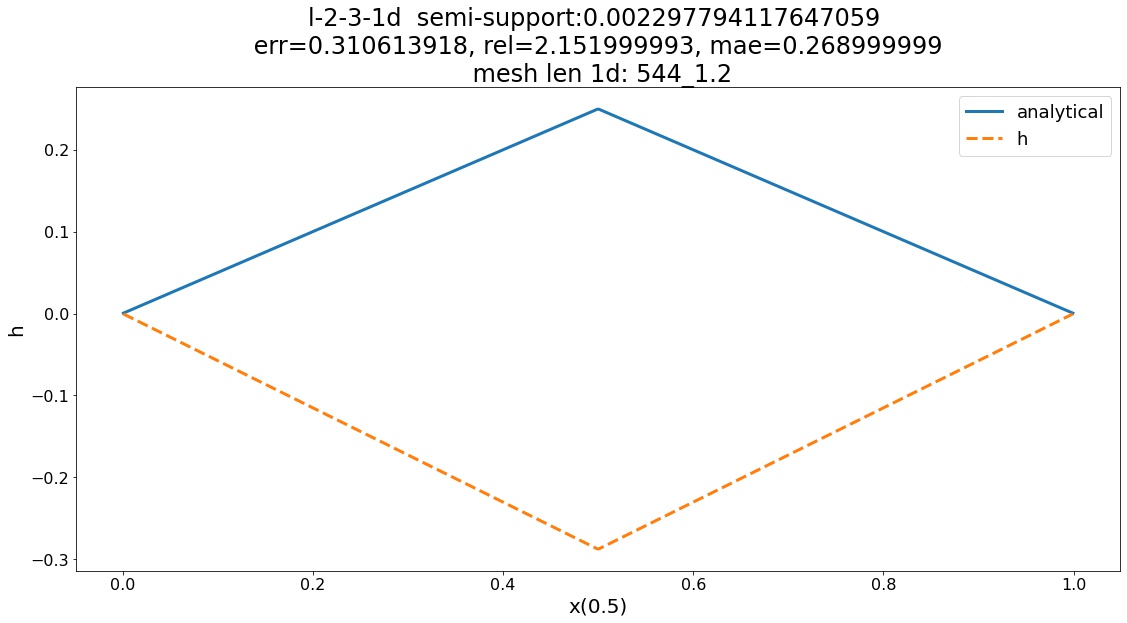 l-2-3-1d  semi-support:0.0022977941176​47059
err=0.310613918, rel=2.151999993, mae=0.268999999
mesh len 1d: 544_1.2
analytical
h
0.2
0.1
0.0
−0.1
−0.2
−0.3
h
0.0
0.2
0.4
0.6
0.8
1.0
x(0.5)